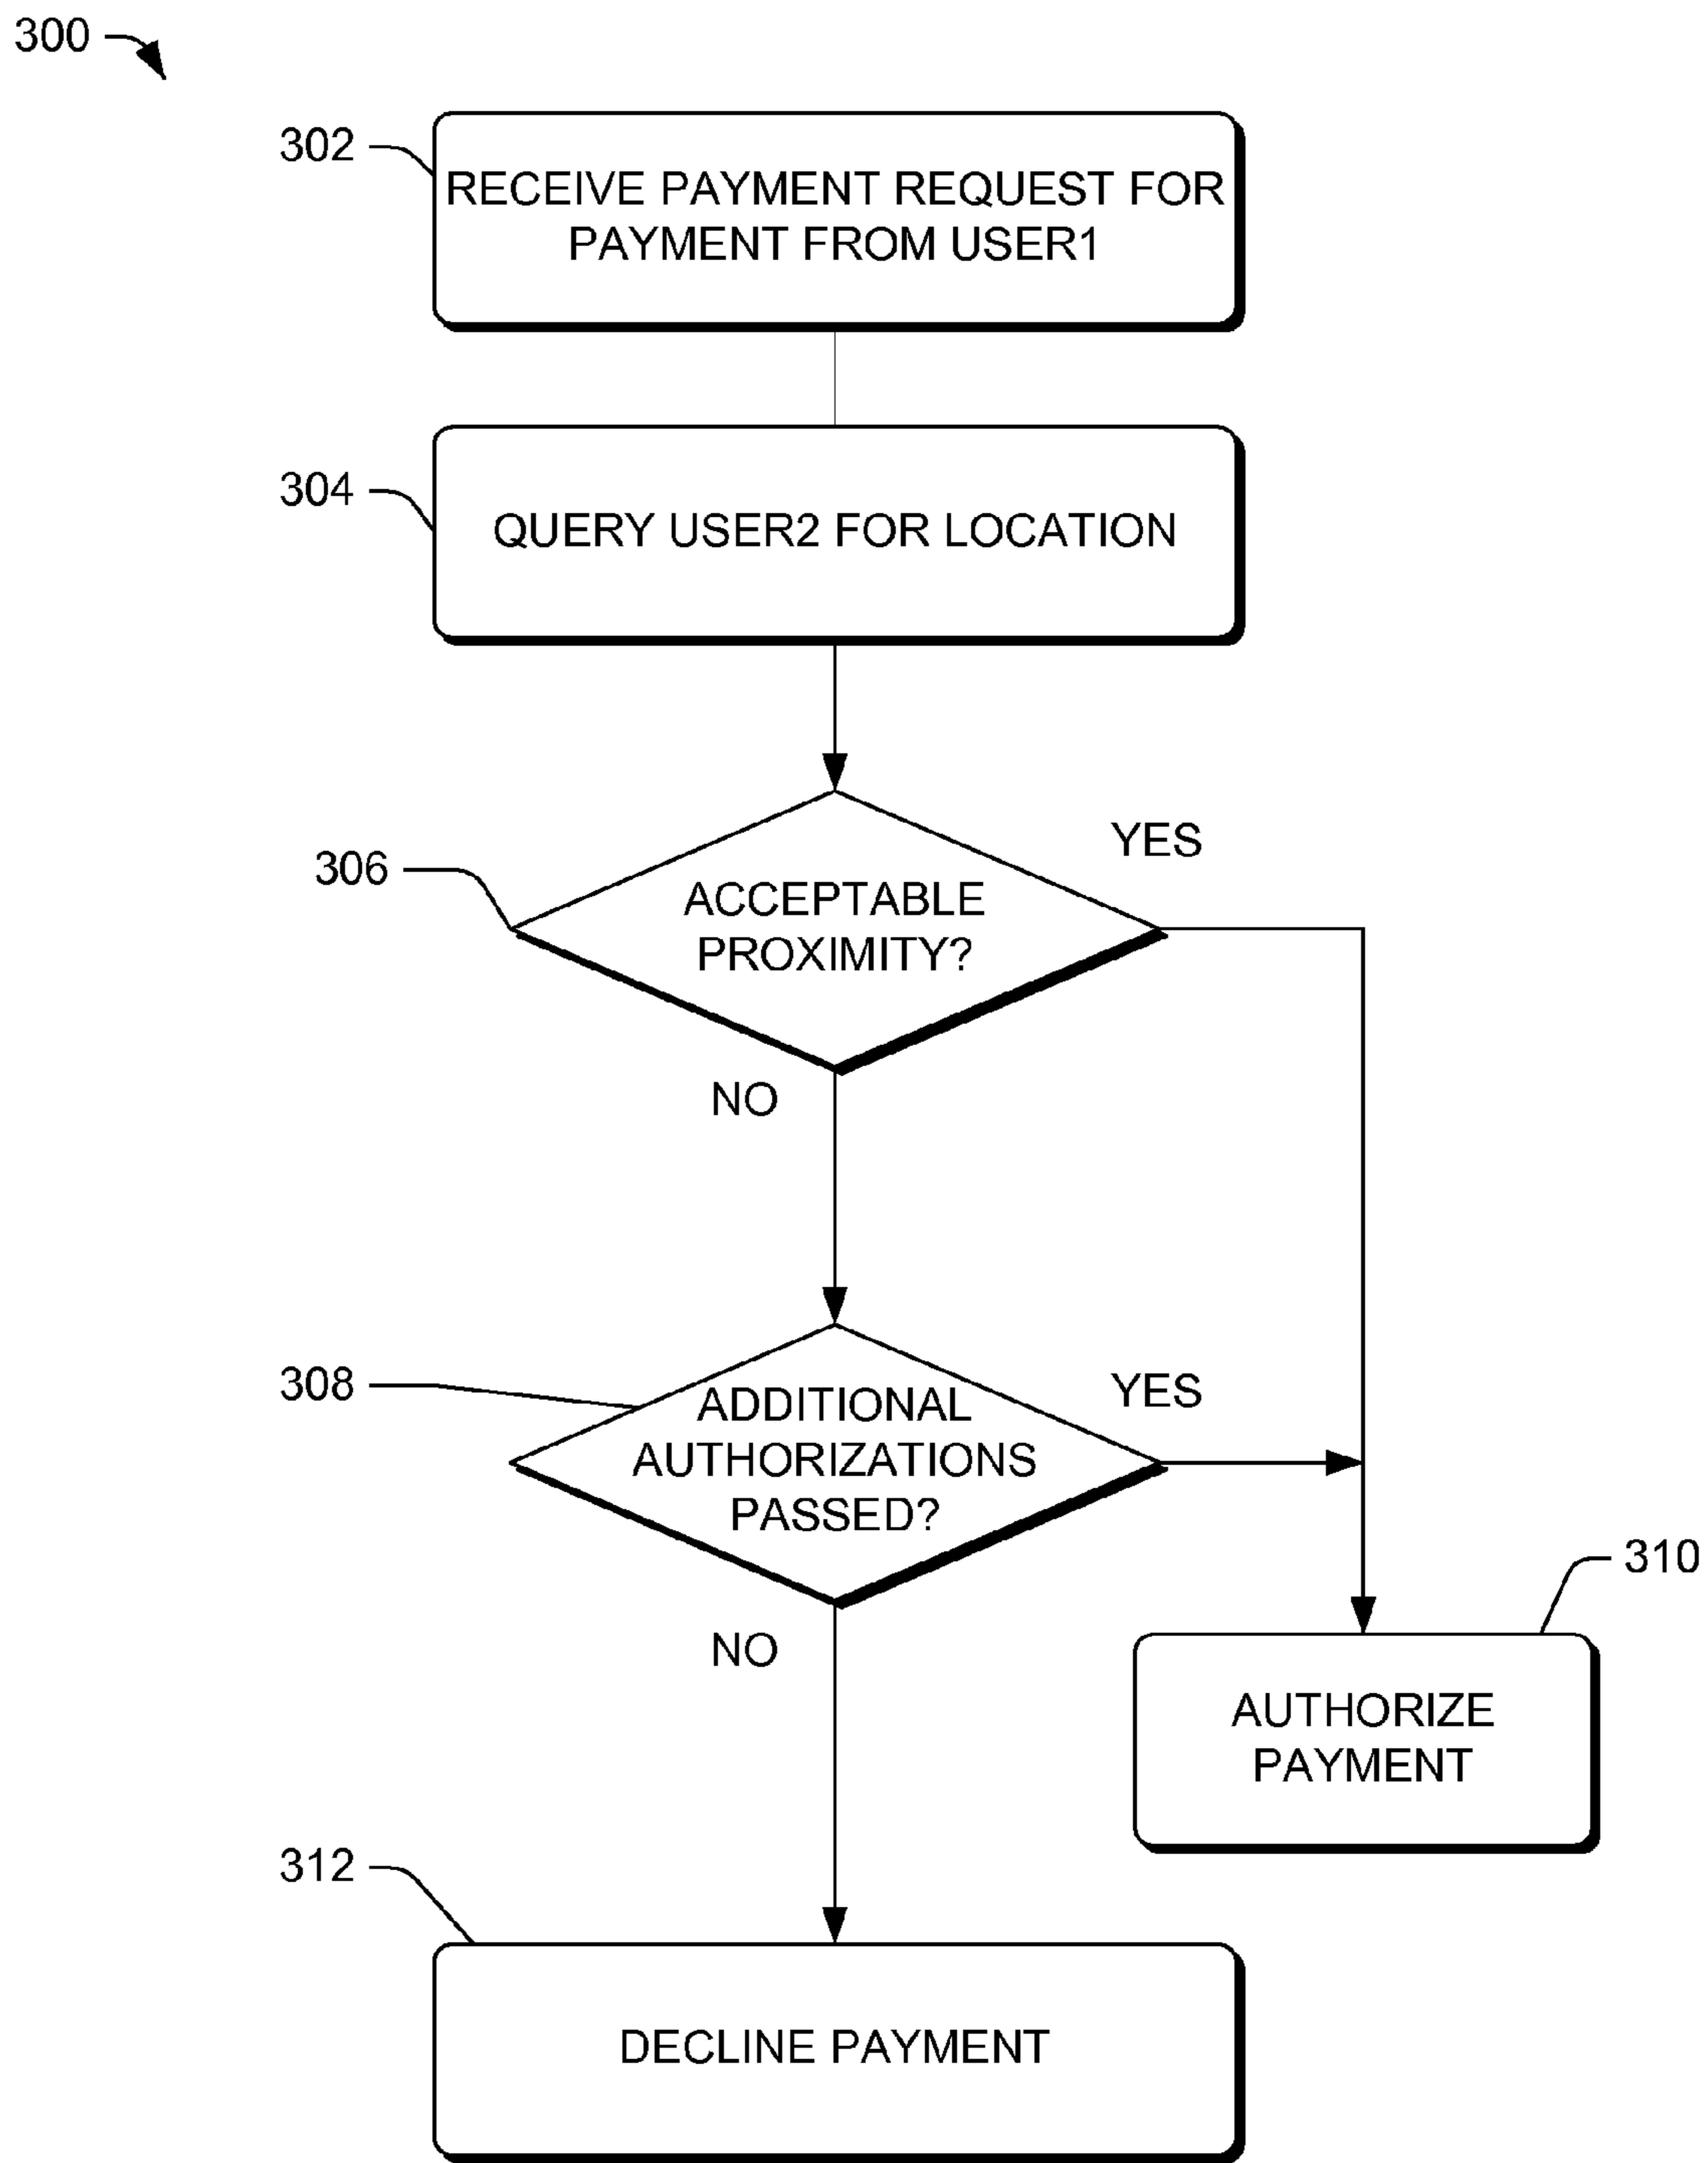 300
302
RECEIVE PAYMENT REQUEST FOR
PAYMENT FROM USER1
304
QUERY USER2 FOR LOCATION
306
ACCEPTABLE
PROXIMITY?
YES
NO
308
ADDITIONAL
AUTHORIZATIONS
PASSED?
YES
NO
310
AUTHORIZE
PAYMENT
312
DECLINE PAYMENT